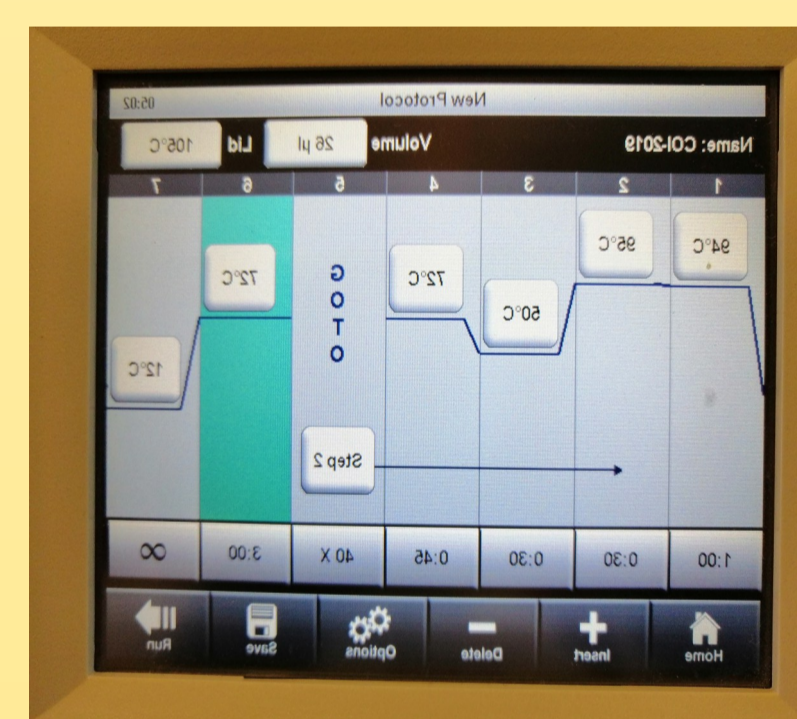 New Protocol 05:02
Name: COI-2019 Volume 26 µl Lid 105°C
1 2 3 4 5 6 7
94°C 95°C 50°C 72°C GOTO 72°C 12°C
Step 2
1:00 0:30 0:30 0:45 40 X 3:00 ∞
Home Insert Delete Options Save Run